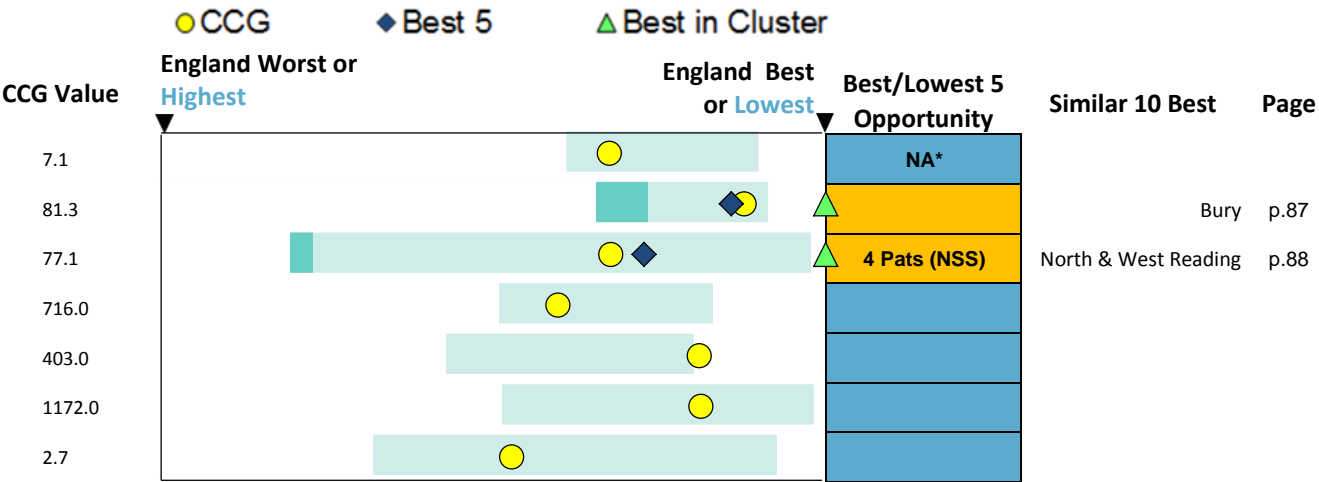 CCG Best 5 Best in Cluster
CCG Value England Worst or Highest England Best or Lowest Best/Lowest 5 Opportunity Similar 10 Best Page
7.1 NA*
81.3 Bury p.87
77.1 4 Pats (NSS) North & West Reading p.88
716.0
403.0
1172.0
2.7